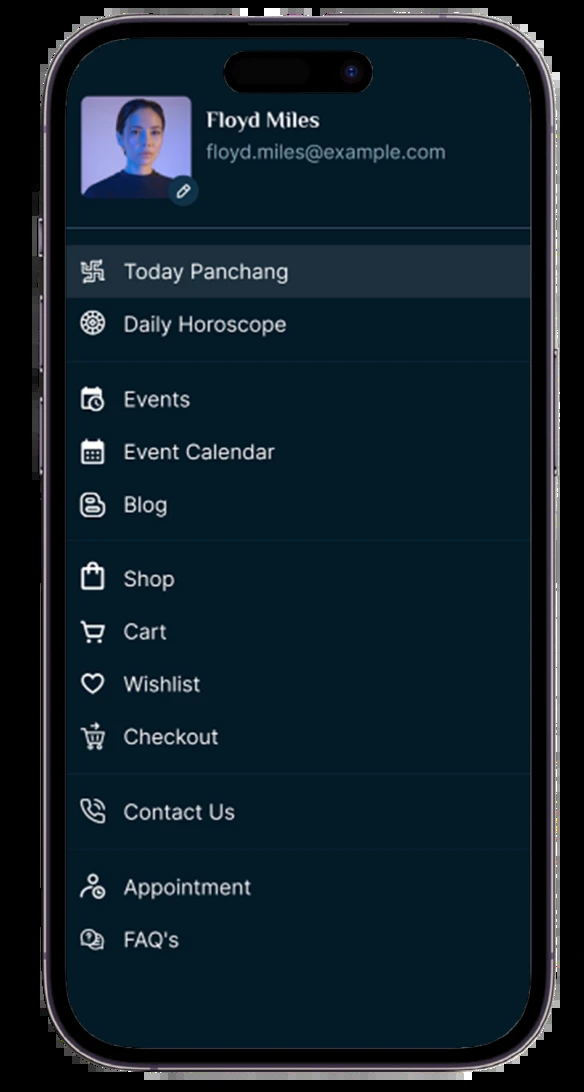 Floyd Miles
floyd.miles@example.com
Today Panchang
Daily Horoscope
Events
Event Calendar
Blog
Shop
Cart
Wishlist
Checkout
Contact Us
Appointment
FAQ's